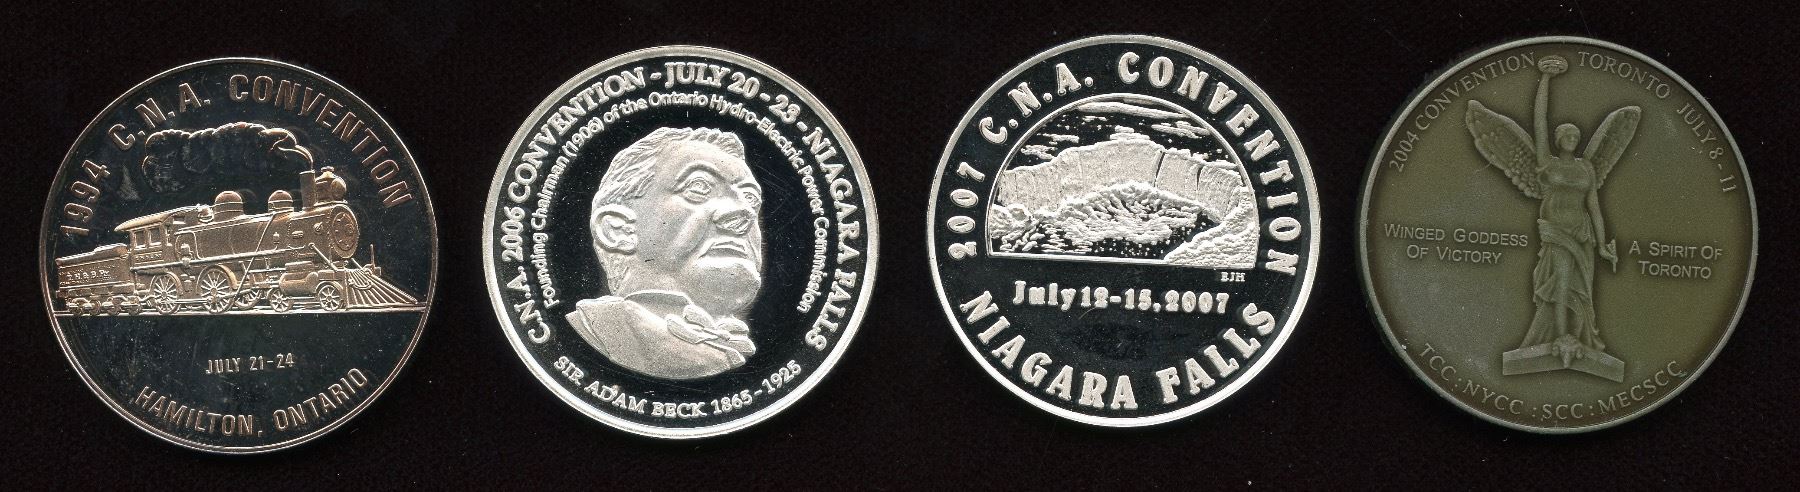 1994 C.N.A. CONVENTION
JULY 21-24
HAMILTON, ONTARIO
C.N.A. 2006 CONVENTION - JULY 20 - 23 - NIAGARA FALLS
Founding Chairman (1906) of the Ontario Hydro-Electric Power Commission
SIR ADAM BECK 1865-1925
2007 C.N.A. CONVENTION
EJH
July 12-15, 2007
NIAGARA FALLS
2004 CONVENTION TORONTO JULY 8-11
WINGED GODDESS
OF VICTORY
A SPIRIT OF
TORONTO
TCC : NYCC : SCC : MECSCC